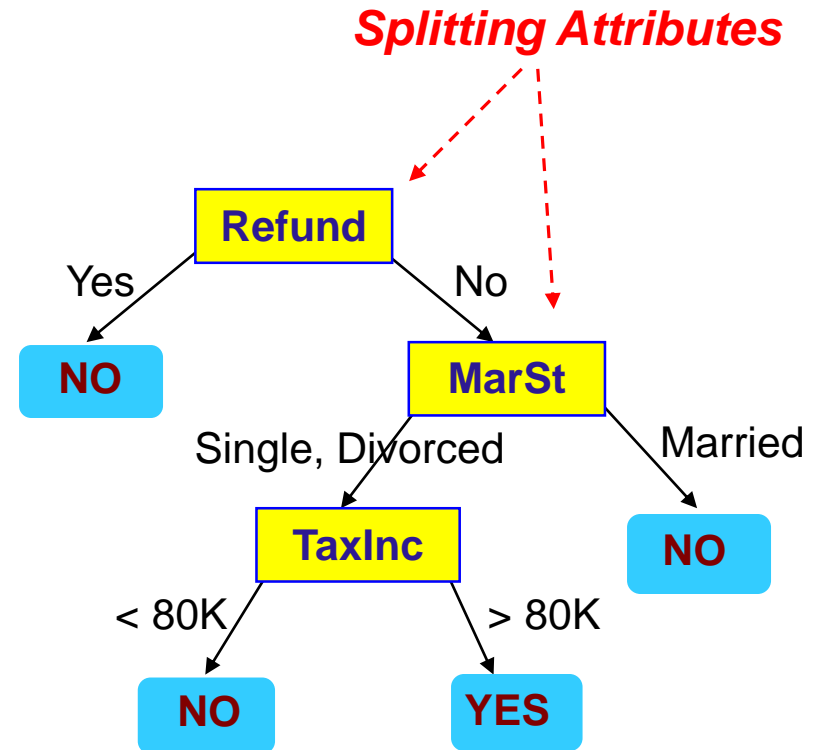 Splitting Attributes
Refund
Yes
No
NO
MarSt
Single, Divorced
Married
TaxInc
NO
< 80K
> 80K
NO
YES